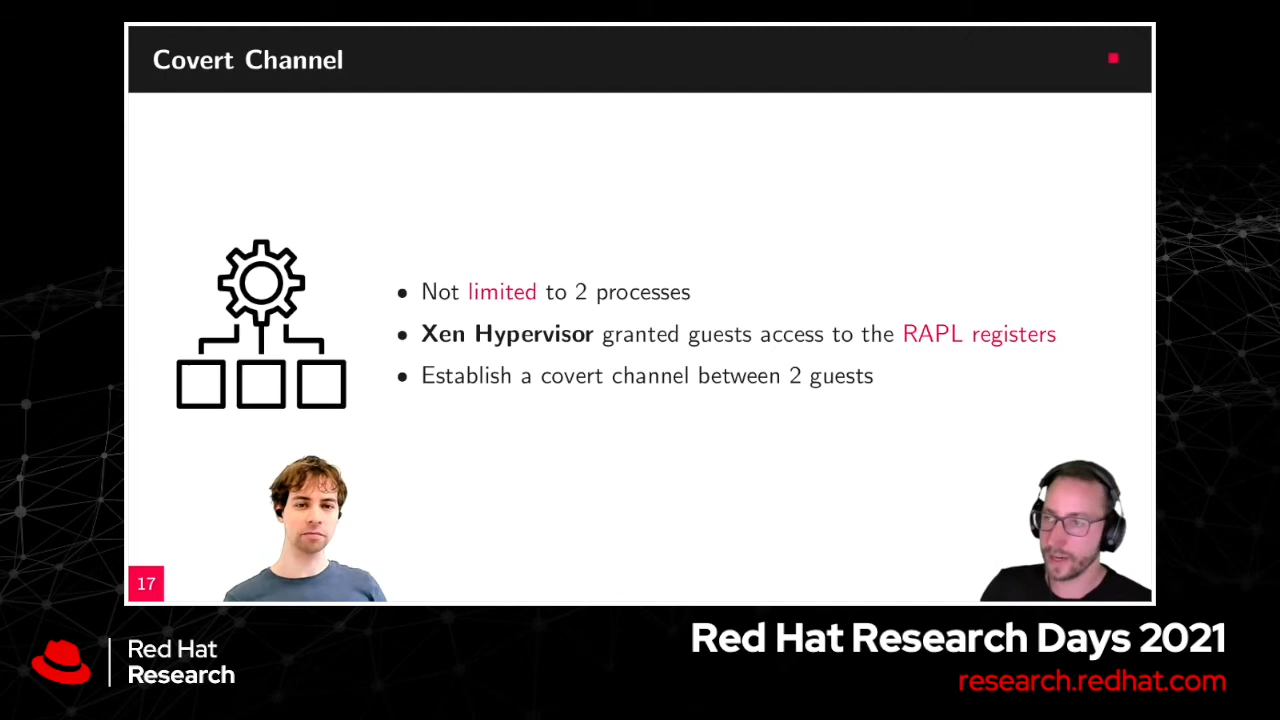 Covert Channel
• Not limited to 2 processes
• Xen Hypervisor granted guests access to the RAPL registers
• Establish a covert channel between 2 guests
17
Red Hat
Research
Red Hat Research Days 2021
research.redhat.com